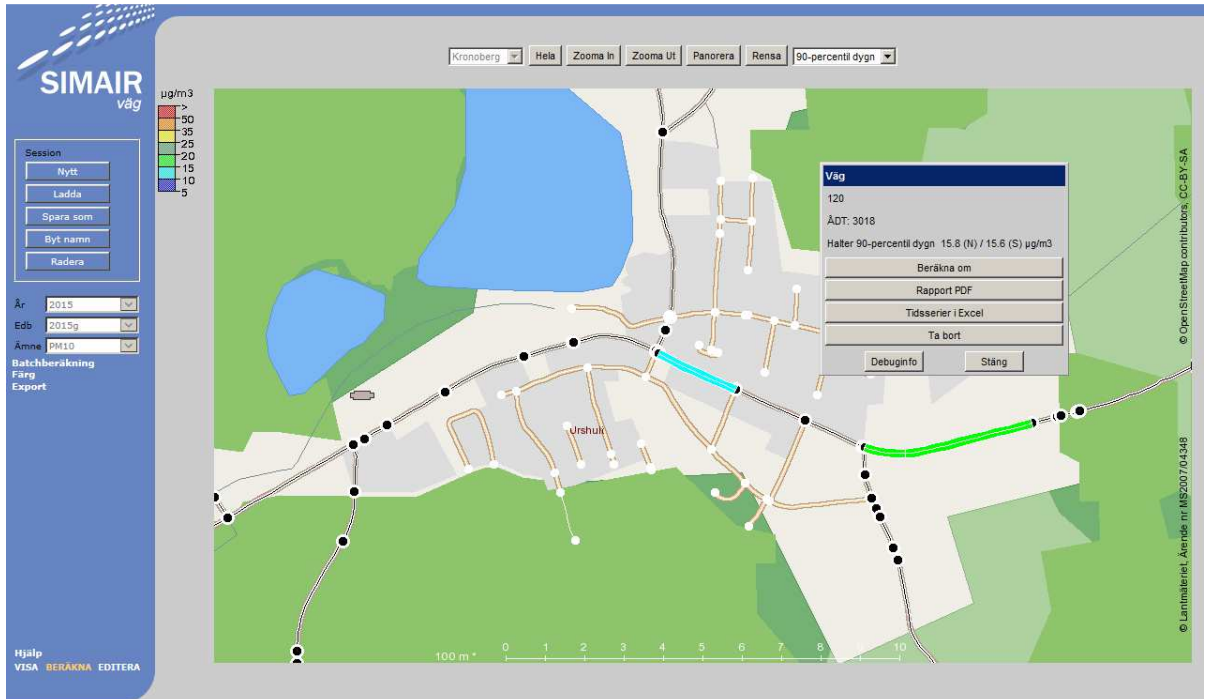 SIMAIR
väg
Session
Nytt
Ladda
Spara som
Byt namn
Radera
År 2015
Edb 2015g
Ämne PM10
Batchberäkning
Färg
Export
Hjälp
VISA BERÄKNA EDITERA
Kronoberg Hela Zooma In Zooma Ut Panorera Rensa 90-percentil dygn
µg/m3
>
50
35
25
20
15
10
5
Väg
120
ÅDT: 3018
Halter 90-percentil dygn 15.8 (N) / 15.6 (S) µg/m3
Beräkna om
Rapport PDF
Tidsserier i Excel
Ta bort
Debuginfo Stäng
Urshult
100 m * 0 1 2 3 4 5 6 7 8 9 10
© OpenStreetMap contributors, CC-BY-SA
© Lantmäteriet, Ärende nr MS2007/04348